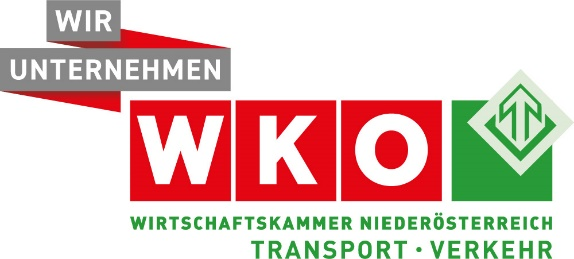 WIR
UNTERNEHMEN
WKO
WIRTSCHAFTSKAMMER NIEDERÖSTERREICH
TRANSPORT · VERKEHR